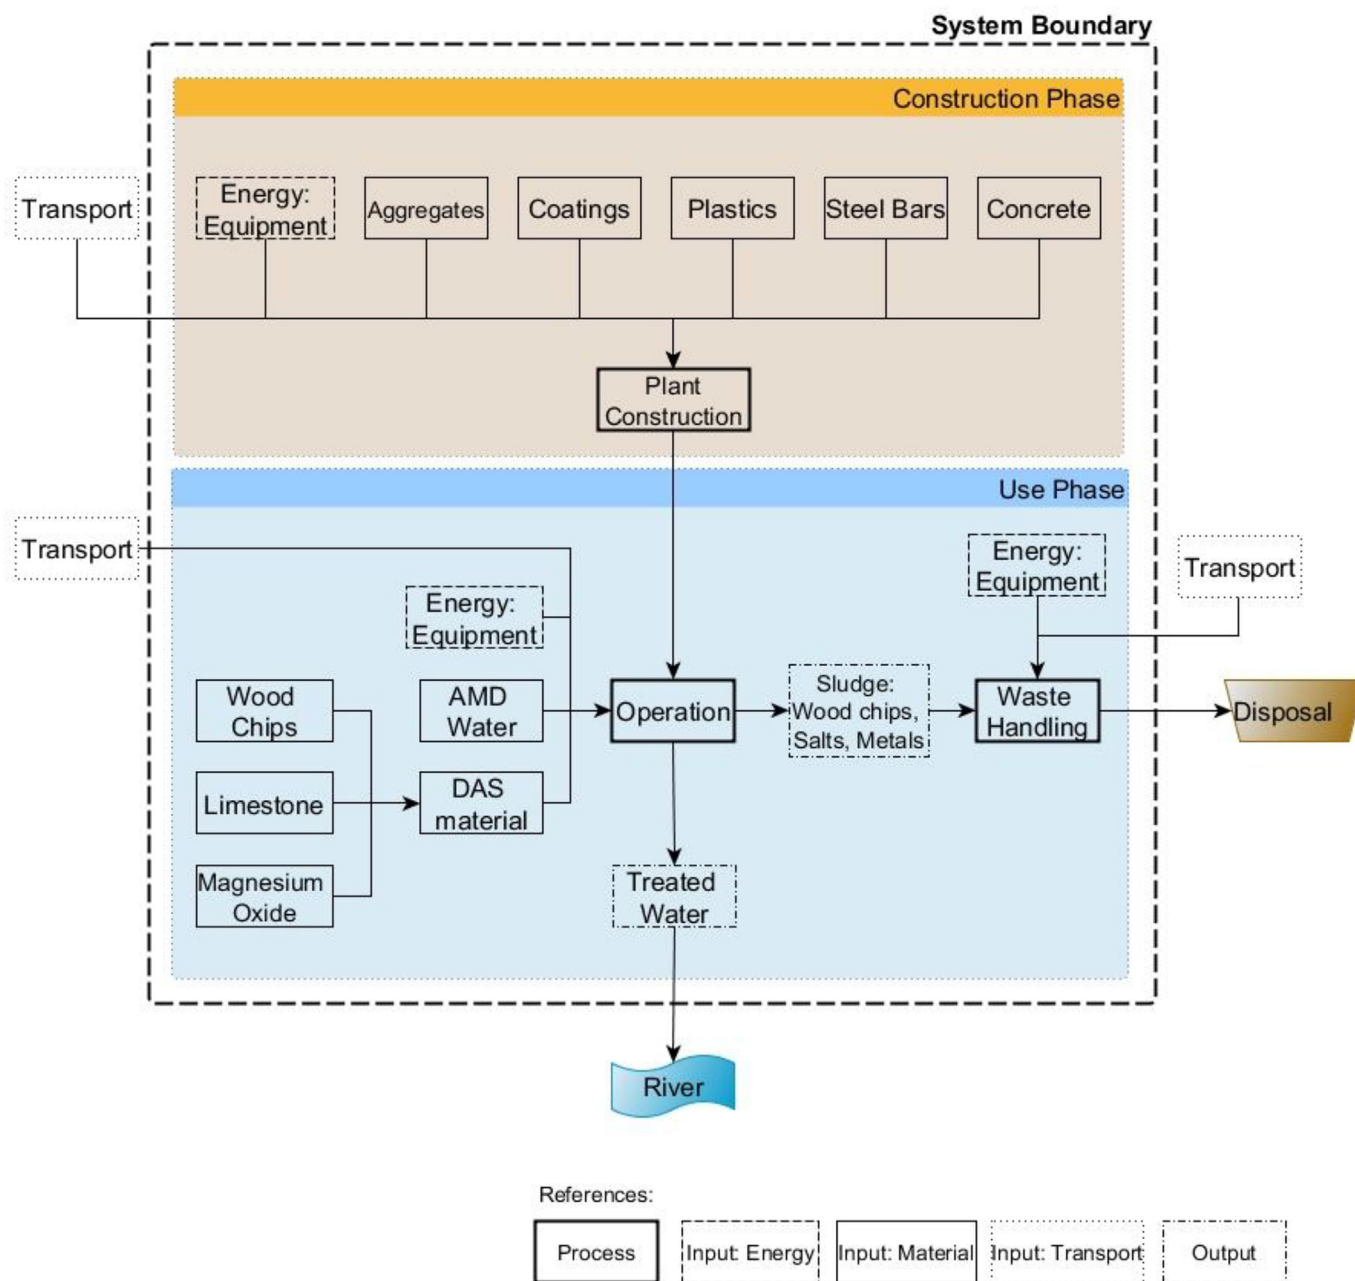 System Boundary
Construction Phase
Transport
Energy:
Equipment
Aggregates
Coatings
Plastics
Steel Bars
Concrete
Plant
Construction
Use Phase
Transport
Energy:
Equipment
Energy:
Equipment
Transport
Wood
Chips
AMD
Water
Operation
Sludge:
Wood chips,
Salts, Metals
Waste
Handling
Disposal
Limestone
DAS
material
Magnesium
Oxide
Treated
Water
River
References:
Process
Input: Energy
Input: Material
Input: Transport
Output